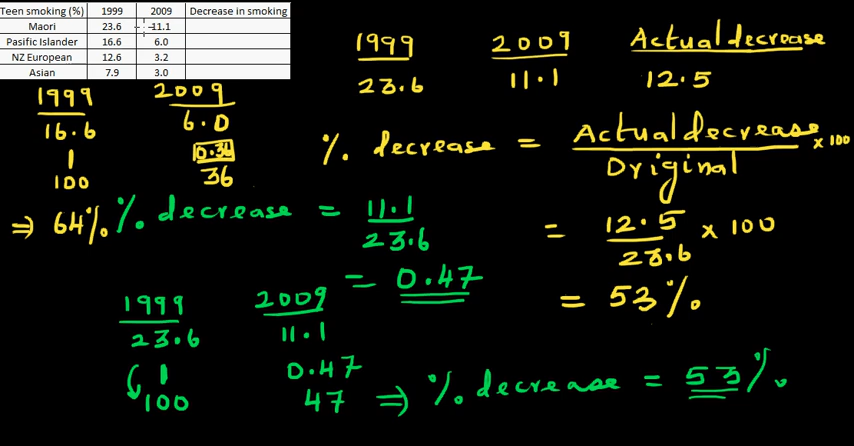 Teen smoking (%) 1999 2009 Decrease in smoking
Maori 23.6 11.1
Pasific Islander 16.6 6.0
NZ European 12.6 3.2
Asian 7.9 3.0
1999 2009 Actual decrease
23.6 11.1 12.5
1999 2009
16.6 6.0
1 0.36
100 36
⇒ 64%
% decrease = Actual decrease / Original × 100
= 12.5 / 23.6 × 100
= 53%
% decrease = 11.1 / 23.6
= 0.47
1999 2009
23.6 11.1
1 0.47
100 47 ⇒ % decrease = 53%